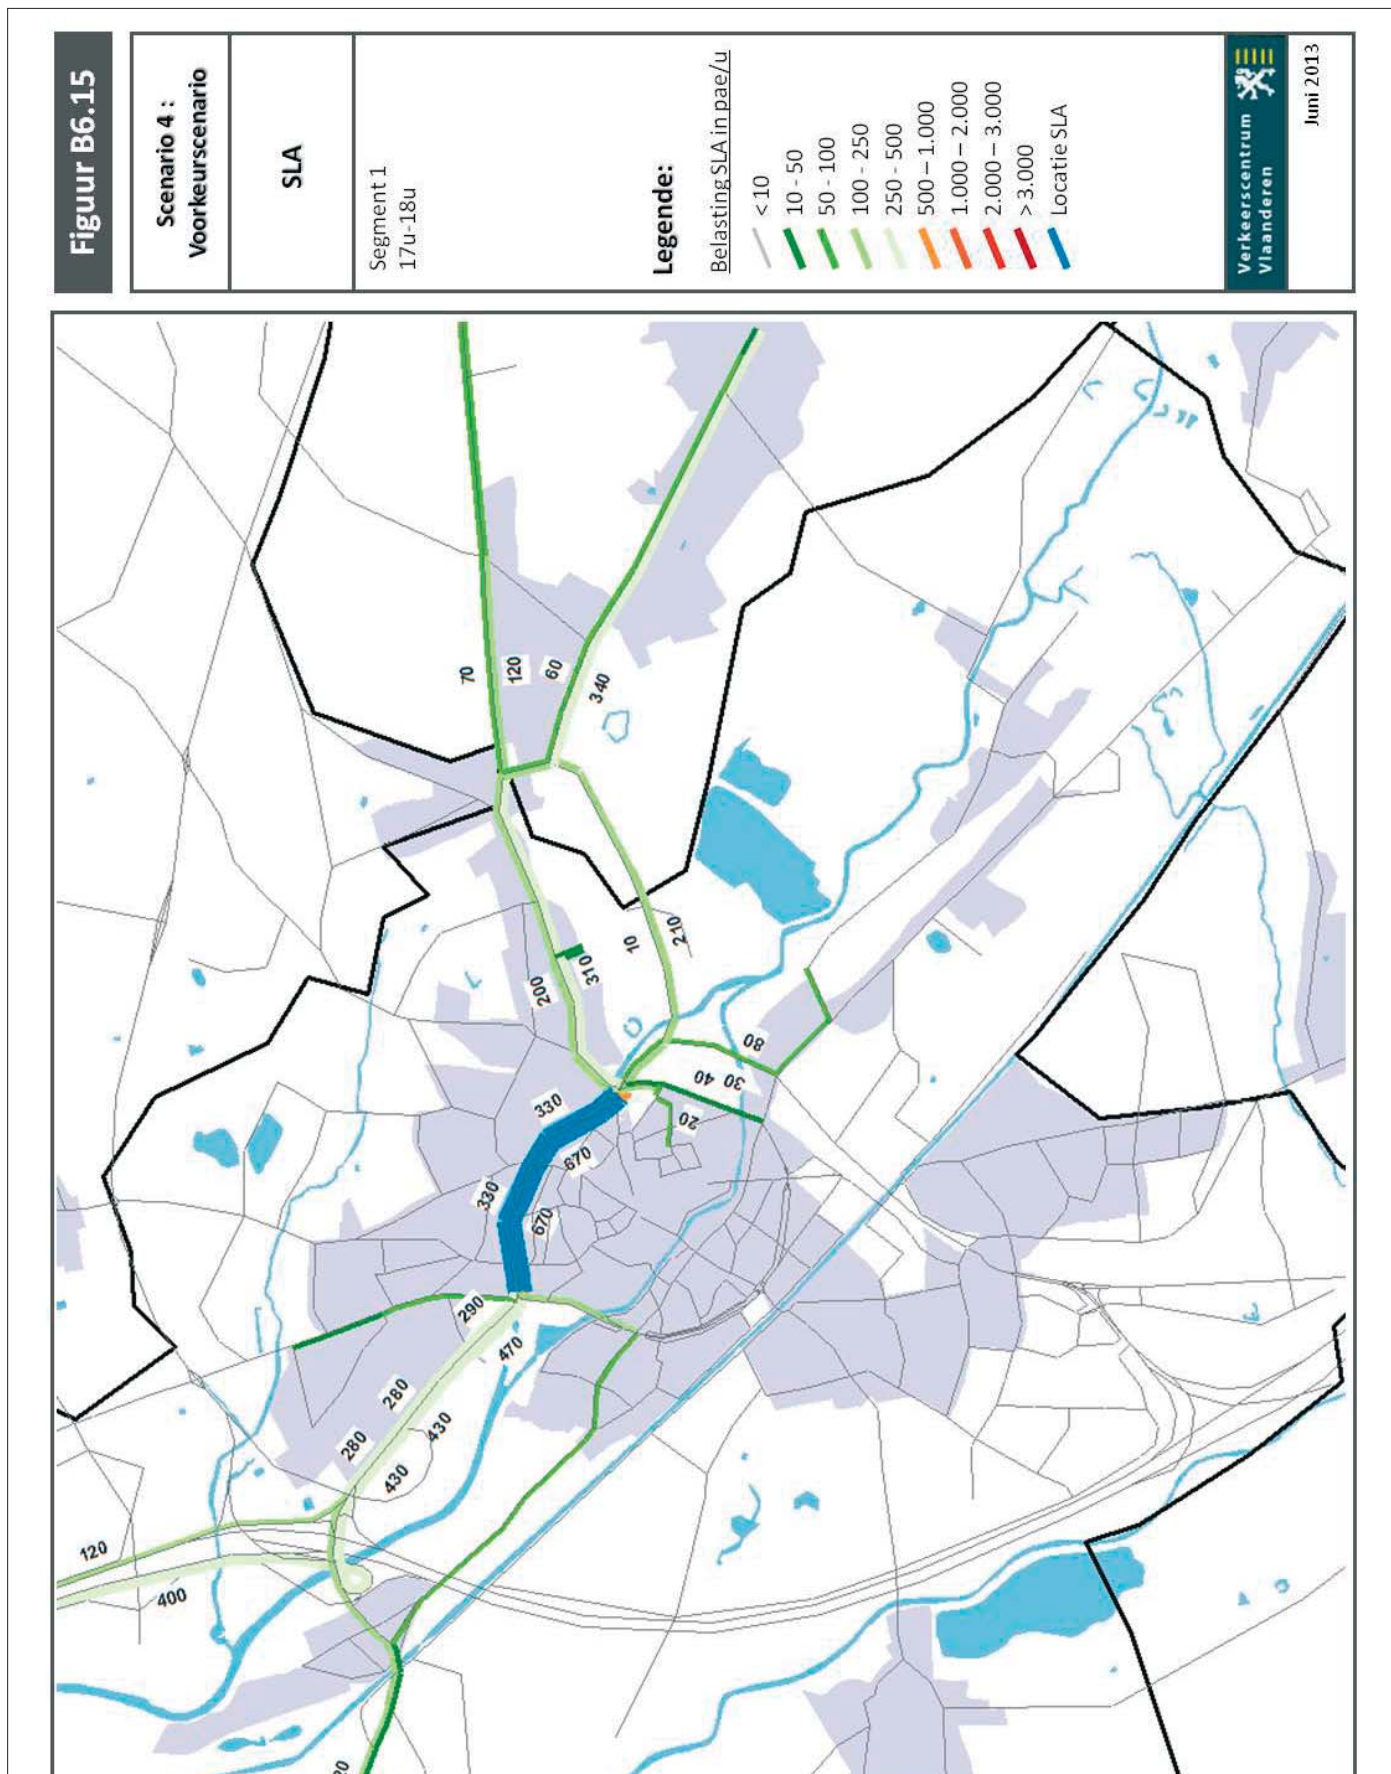 Figuur B6.15
Scenario 4 :
Voorkeurscenario
SLA
Segment 1
17u-18u
Legende:
Belasting SLA in pae/u
< 10
10 - 50
50 - 100
100 - 250
250 - 500
500 – 1.000
1.000 – 2.000
2.000 – 3.000
> 3.000
Locatie SLA
Verkeerscentrum
Vlaanderen
Juni 2013
70
120
60
340
10
210
200
310
80
30 40
20
330
670
330
670
290
470
280
430
280
430
120
400